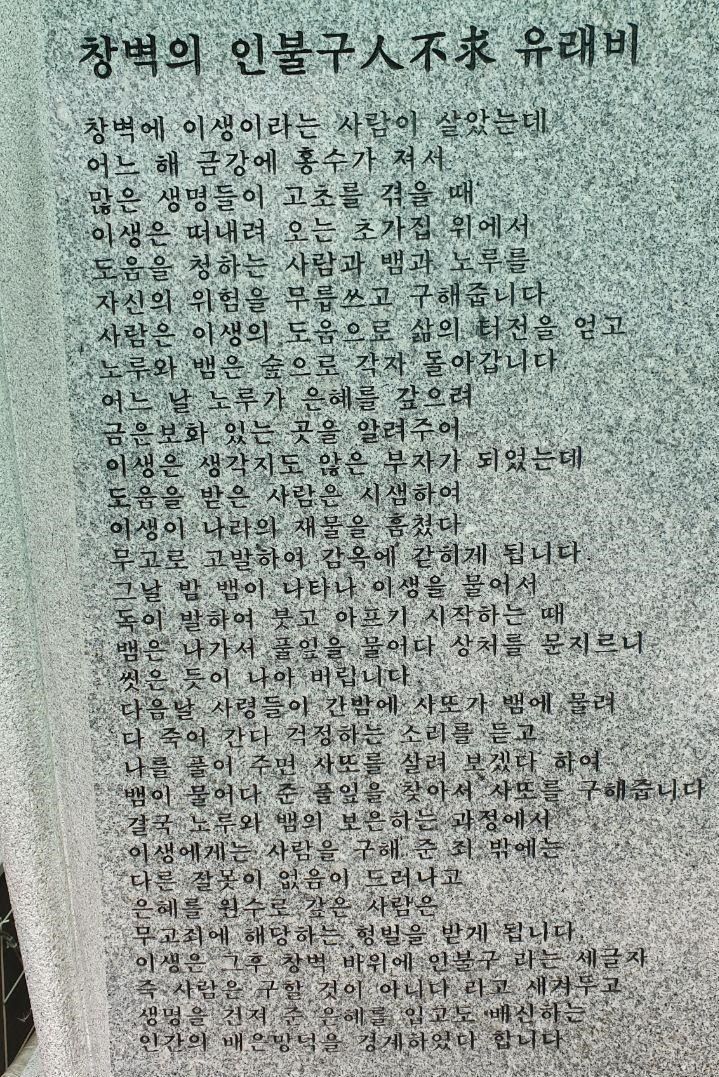 창벽의 인불구人不求 유래비
창벽에 이생이라는 사람이 살았는데
어느 해 금강에 홍수가 져서
많은 생명들이 고초를 겪을 때
이생은 떠내려 오는 초가집 위에서
도움을 청하는 사람과 뱀과 노루를
자신의 위험을 무릅쓰고 구해줍니다
사람은 이생의 도움으로 삶의 터전을 얻고
노루와 뱀은 숲으로 각자 돌아갑니다
어느 날 노루가 은혜를 갚으려
금은보화 있는 곳을 알려주어
이생은 생각지도 않은 부자가 되었는데
도움을 받은 사람은 시샘하여
이생이 나라의 재물을 훔쳤다
무고로 고발하여 감옥에 갇히게 됩니다
그날 밤 뱀이 나타나 이생을 물어서
독이 발하여 붓고 아프기 시작하는 때
뱀은 나가서 풀잎을 물어다 상처를 문지르니
씻은 듯이 나아 버립니다
다음날 사령들이 간밤에 사또가 뱀에 물려
다 죽어 간다 걱정하는 소리를 듣고
나를 풀어 주면 사또를 살려 보겠다 하여
뱀이 물어다 준 풀잎을 찾아서 사또를 구해줍니다
결국 노루와 뱀의 보은하는 과정에서
이생에게는 사람을 구해 준 죄 밖에는
다른 잘못이 없음이 드러나고
은혜를 원수로 갚은 사람은
무고죄에 해당하는 형벌을 받게 됩니다
이생은 그후 창벽 바위에 인불구 라는 세글자
즉 사람은 구할 것이 아니다 라고 새겨두고
생명을 건져 준 은혜를 입고도 배신하는
인간의 배은망덕을 경계하였다 합니다